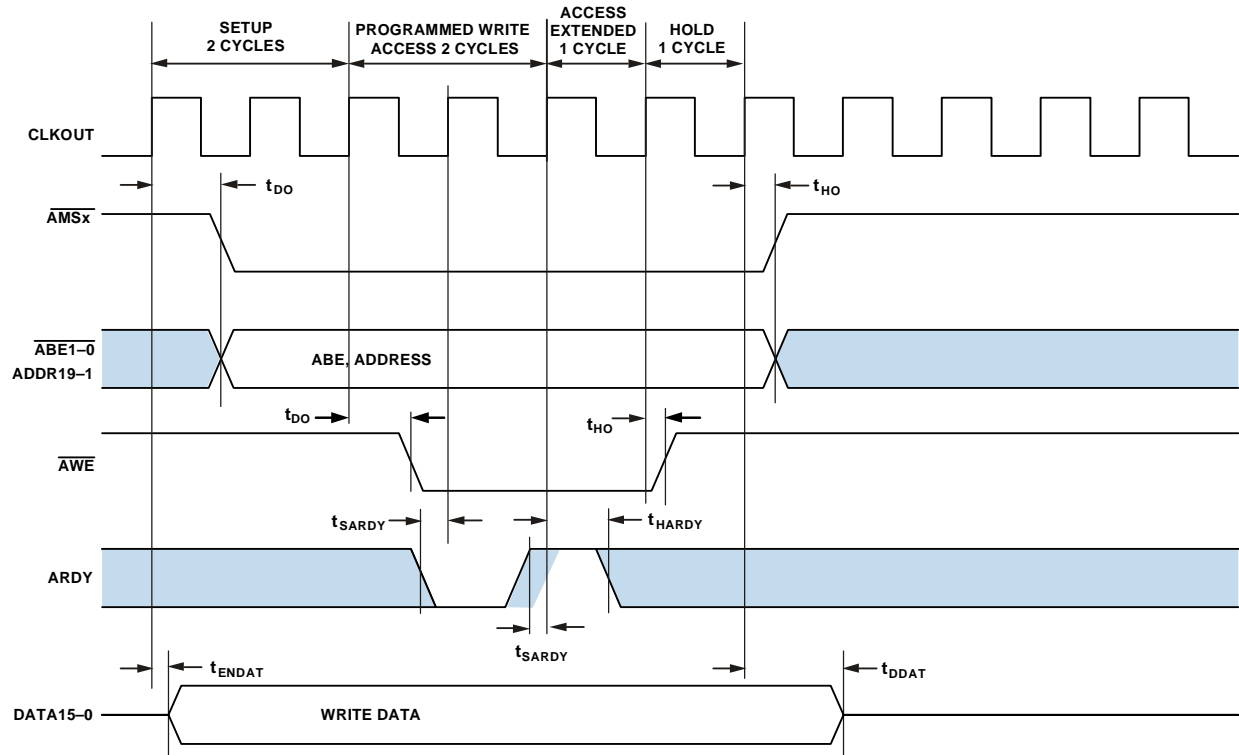 SETUP
2 CYCLES
PROGRAMMED WRITE
ACCESS 2 CYCLES
ACCESS
EXTENDED
1 CYCLE
HOLD
1 CYCLE
CLKOUT
tDO
tHO
AMSx
ABE1–0
ADDR19–1
ABE, ADDRESS
tDO
tHO
AWE
tSARDY
tHARDY
ARDY
tSARDY
tENDAT
tDDAT
DATA15–0
WRITE DATA